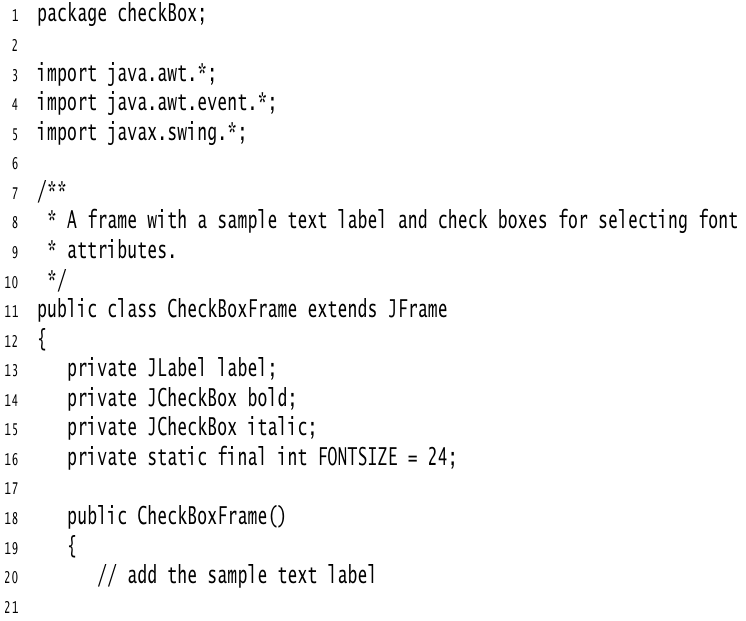 1 package checkBox;
2
3 import java.awt.*;
4 import java.awt.event.*;
5 import javax.swing.*;
6
7 /**
8  * A frame with a sample text label and check boxes for selecting font
9  * attributes.
10  */
11 public class CheckBoxFrame extends JFrame
12 {
13    private JLabel label;
14    private JCheckBox bold;
15    private JCheckBox italic;
16    private static final int FONTSIZE = 24;
17
18    public CheckBoxFrame()
19    {
20       // add the sample text label
21